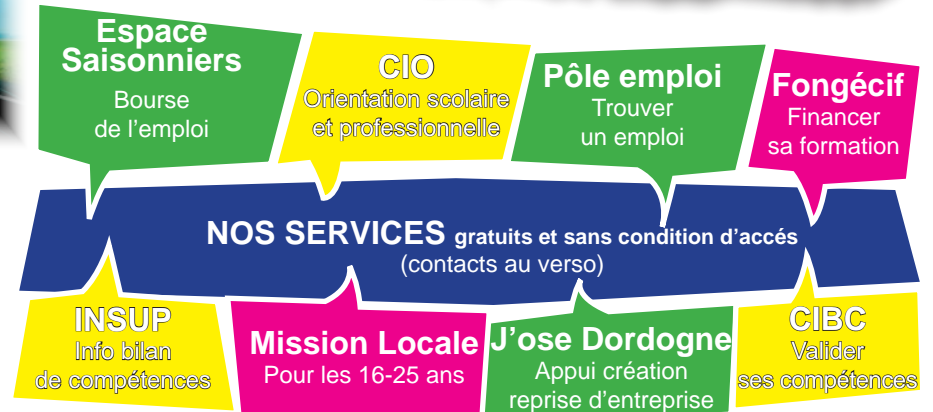 Espace
Saisonniers
Bourse
de l'emploi
CIO
Orientation scolaire
et professionnelle
Pôle emploi
Trouver
un emploi
Fongécif
Financer
sa formation
NOS SERVICES gratuits et sans condition d'accés
(contacts au verso)
INSUP
Info bilan
de compétences
Mission Locale
Pour les 16-25 ans
J'ose Dordogne
Appui création
reprise d'entreprise
CIBC
Valider
ses compétences